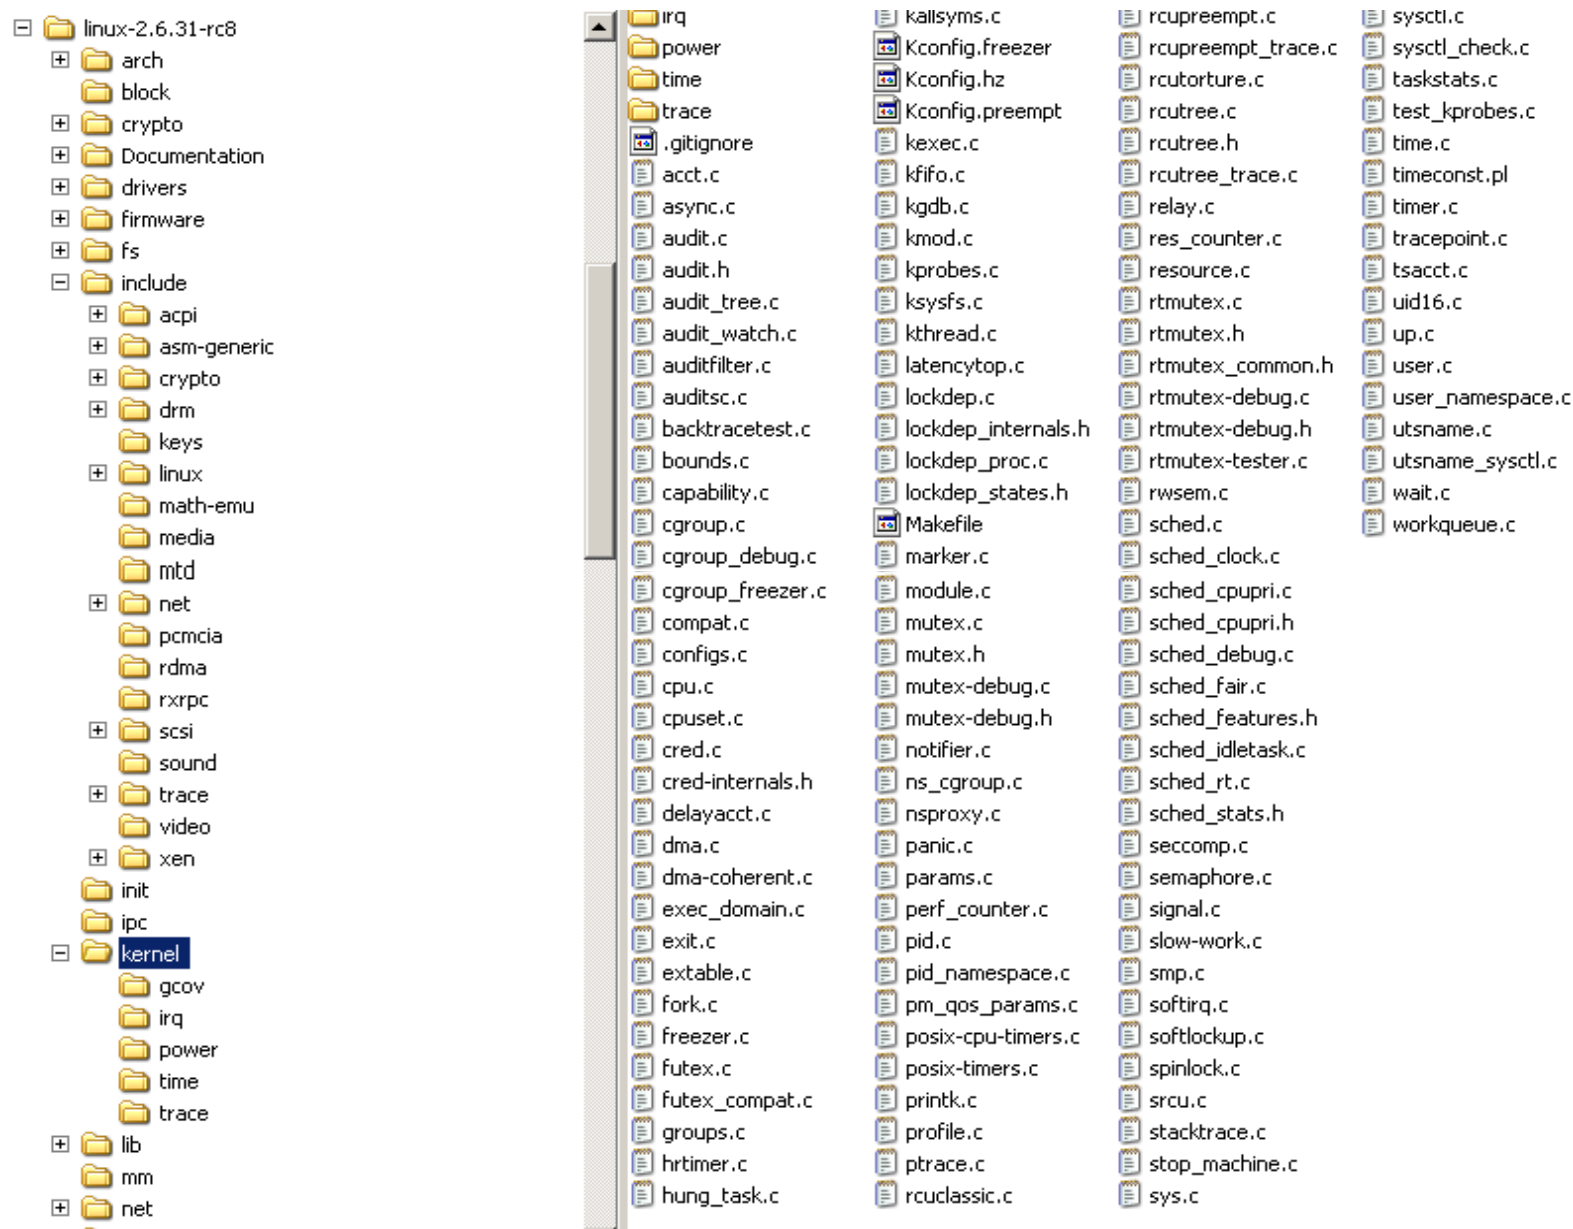 linux-2.6.31-rc8
arch
block
crypto
Documentation
drivers
firmware
fs
include
acpi
asm-generic
crypto
drm
keys
linux
math-emu
media
mtd
net
pcmcia
rdma
rxrpc
scsi
sound
trace
video
xen
init
ipc
kernel
gcov
irq
power
time
trace
lib
mm
net
irq
power
time
trace
.gitignore
acct.c
async.c
audit.c
audit.h
audit_tree.c
audit_watch.c
auditfilter.c
auditsc.c
backtracetest.c
bounds.c
capability.c
cgroup.c
cgroup_debug.c
cgroup_freezer.c
compat.c
configs.c
cpu.c
cpuset.c
cred.c
cred-internals.h
delayacct.c
dma.c
dma-coherent.c
exec_domain.c
exit.c
extable.c
fork.c
freezer.c
futex.c
futex_compat.c
groups.c
hrtimer.c
hung_task.c
kallsyms.c
Kconfig.freezer
Kconfig.hz
Kconfig.preempt
kexec.c
kfifo.c
kgdb.c
kmod.c
kprobes.c
ksysfs.c
kthread.c
latencytop.c
lockdep.c
lockdep_internals.h
lockdep_proc.c
lockdep_states.h
Makefile
marker.c
module.c
mutex.c
mutex.h
mutex-debug.c
mutex-debug.h
notifier.c
ns_cgroup.c
nsproxy.c
panic.c
params.c
perf_counter.c
pid.c
pid_namespace.c
pm_qos_params.c
posix-cpu-timers.c
posix-timers.c
printk.c
profile.c
ptrace.c
rcuclassic.c
rcupreempt.c
rcupreempt_trace.c
rcutorture.c
rcutree.c
rcutree.h
rcutree_trace.c
relay.c
res_counter.c
resource.c
rtmutex.c
rtmutex.h
rtmutex_common.h
rtmutex-debug.c
rtmutex-debug.h
rtmutex-tester.c
rwsem.c
sched.c
sched_clock.c
sched_cpupri.c
sched_cpupri.h
sched_debug.c
sched_fair.c
sched_features.h
sched_idletask.c
sched_rt.c
sched_stats.h
seccomp.c
semaphore.c
signal.c
slow-work.c
smp.c
softirq.c
softlockup.c
spinlock.c
srcu.c
stacktrace.c
stop_machine.c
sys.c
sysctl.c
sysctl_check.c
taskstats.c
test_kprobes.c
time.c
timeconst.pl
timer.c
tracepoint.c
tsacct.c
uid16.c
up.c
user.c
user_namespace.c
utsname.c
utsname_sysctl.c
wait.c
workqueue.c